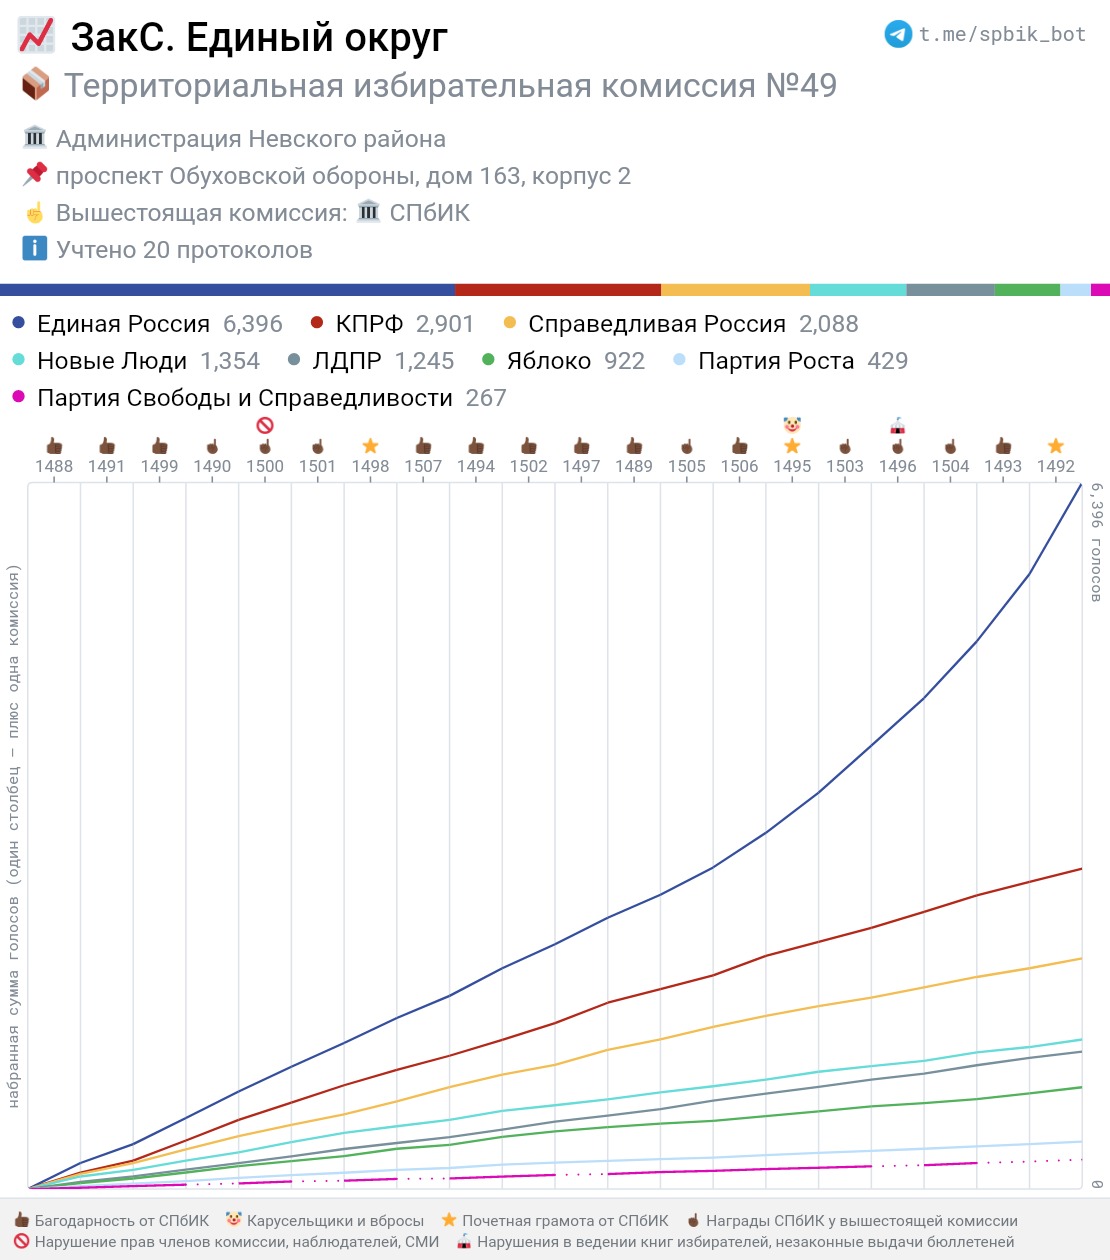 ЗакС. Единый округ
t.me/spbik_bot
Территориальная избирательная комиссия №49
Администрация Невского района
проспект Обуховской обороны, дом 163, корпус 2
Вышестоящая комиссия: СПбИК
Учтено 20 протоколов
Единая Россия 6,396 КПРФ 2,901 Справедливая Россия 2,088
Новые Люди 1,354 ЛДПР 1,245 Яблоко 922 Партия Роста 429
Партия Свободы и Справедливости 267
1488 1491 1499 1490 1500 1501 1498 1507 1494 1502 1497 1489 1505 1506 1495 1503 1496 1504 1493 1492
набранная сумма голосов (один столбец — плюс одна комиссия)
6,396 голосов
0
Багодарность от СПбИК Карусельщики и вбросы Почетная грамота от СПбИК Награды СПбИК у вышестоящей комиссии
Нарушение прав членов комиссии, наблюдателей, СМИ Нарушения в ведении книг избирателей, незаконные выдачи бюллетеней